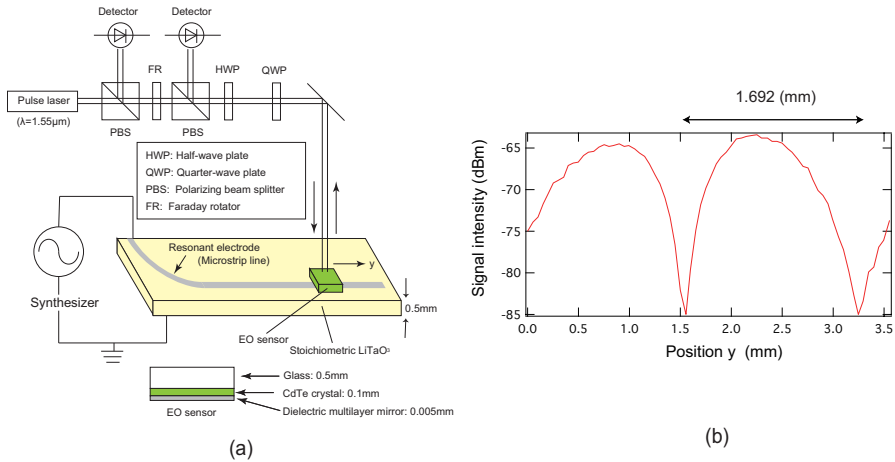 Detector
Detector
FR
HWP
QWP
Pulse laser
(λ=1.55μm)
PBS
PBS
HWP: Half-wave plate
QWP: Quarter-wave plate
PBS: Polarizing beam splitter
FR: Faraday rotator
Resonant electrode
(Microstrip line)
y
Synthesizer
0.5mm
EO sensor
Stoichiometric LiTaO3
Glass: 0.5mm
CdTe crystal: 0.1mm
Dielectric multilayer mirror: 0.005mm
EO sensor
(a)
1.692 (mm)
Signal intensity (dBm)
-65
-70
-75
-80
-85
0.0
0.5
1.0
1.5
2.0
2.5
3.0
3.5
Position y (mm)
(b)